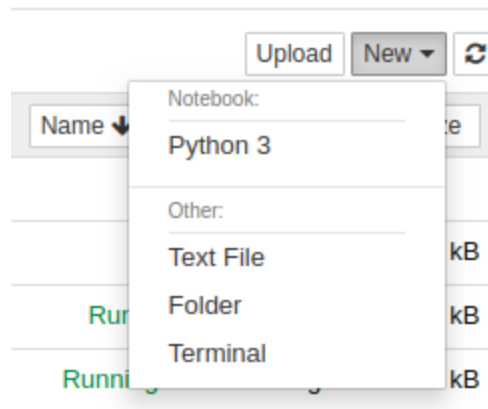 Upload New
Notebook:
Name
Python 3
Other:
Text File
kB
Folder
kB
Terminal
kB